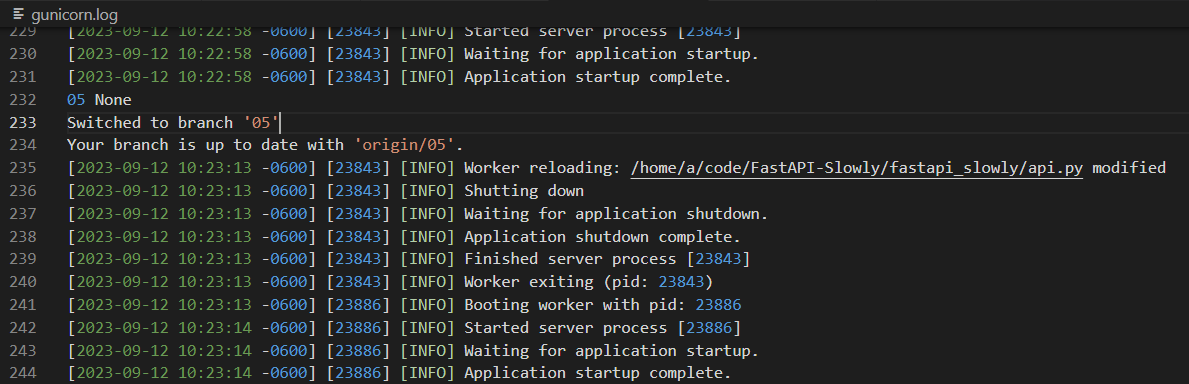 gunicorn.log
229 [2023-09-12 10:22:58 -0600] [23843] [INFO] Started server process [23843]
230 [2023-09-12 10:22:58 -0600] [23843] [INFO] Waiting for application startup.
231 [2023-09-12 10:22:58 -0600] [23843] [INFO] Application startup complete.
232 05 None
233 Switched to branch '05'
234 Your branch is up to date with 'origin/05'.
235 [2023-09-12 10:23:13 -0600] [23843] [INFO] Worker reloading: /home/a/code/FastAPI-Slowly/fastapi_slowly/api.py modified
236 [2023-09-12 10:23:13 -0600] [23843] [INFO] Shutting down
237 [2023-09-12 10:23:13 -0600] [23843] [INFO] Waiting for application shutdown.
238 [2023-09-12 10:23:13 -0600] [23843] [INFO] Application shutdown complete.
239 [2023-09-12 10:23:13 -0600] [23843] [INFO] Finished server process [23843]
240 [2023-09-12 10:23:13 -0600] [23843] [INFO] Worker exiting (pid: 23843)
241 [2023-09-12 10:23:13 -0600] [23886] [INFO] Booting worker with pid: 23886
242 [2023-09-12 10:23:14 -0600] [23886] [INFO] Started server process [23886]
243 [2023-09-12 10:23:14 -0600] [23886] [INFO] Waiting for application startup.
244 [2023-09-12 10:23:14 -0600] [23886] [INFO] Application startup complete.